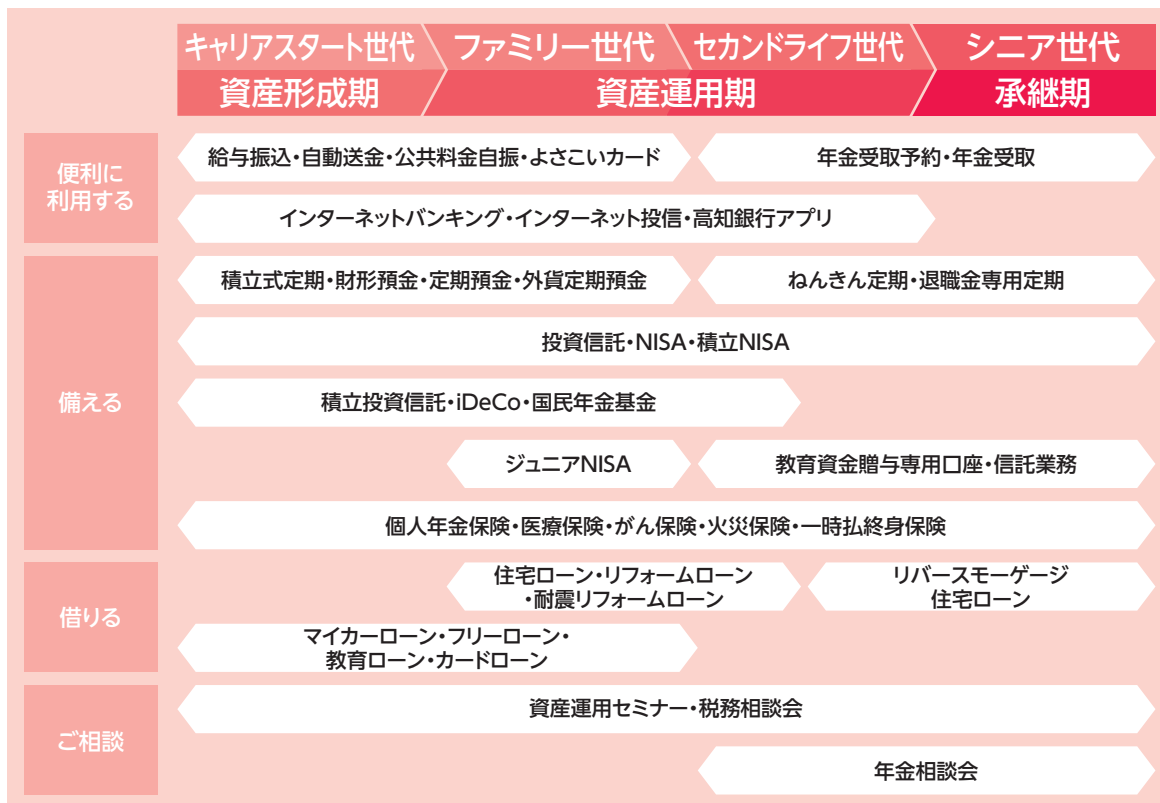 キャリアスタート世代
ファミリー世代
セカンドライフ世代
シニア世代
資産形成期
資産運用期
承継期
便利に
利用する
給与振込・自動送金・公共料金自振・よさこいカード
年金受取予約・年金受取
インターネットバンキング・インターネット投信・高知銀行アプリ
備える
積立式定期・財形預金・定期預金・外貨定期預金
ねんきん定期・退職金専用定期
投資信託・NISA・積立NISA
積立投資信託・iDeCo・国民年金基金
ジュニアNISA
教育資金贈与専用口座・信託業務
個人年金保険・医療保険・がん保険・火災保険・一時払終身保険
借りる
住宅ローン・リフォームローン
・耐震リフォームローン
リバースモーゲージ
住宅ローン
マイカーローン・フリーローン・
教育ローン・カードローン
ご相談
資産運用セミナー・税務相談会
年金相談会